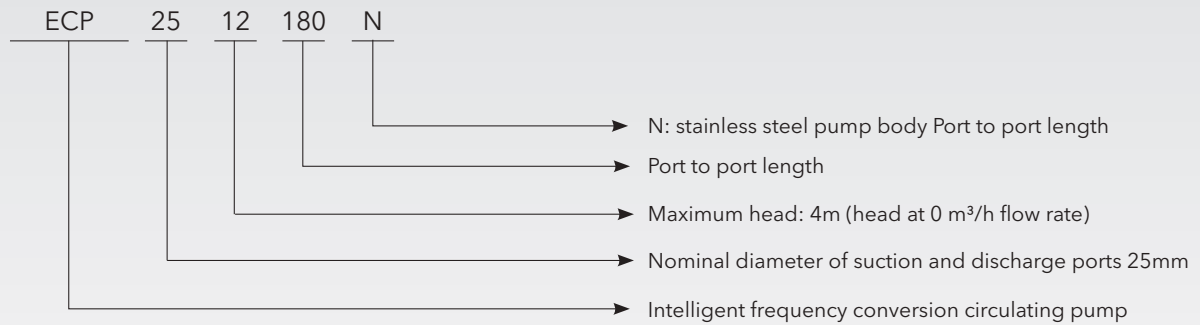 ECP 25 12 180 N
N: stainless steel pump body Port to port length
Port to port length
Maximum head: 4m (head at 0 m³/h flow rate)
Nominal diameter of suction and discharge ports 25mm
Intelligent frequency conversion circulating pump